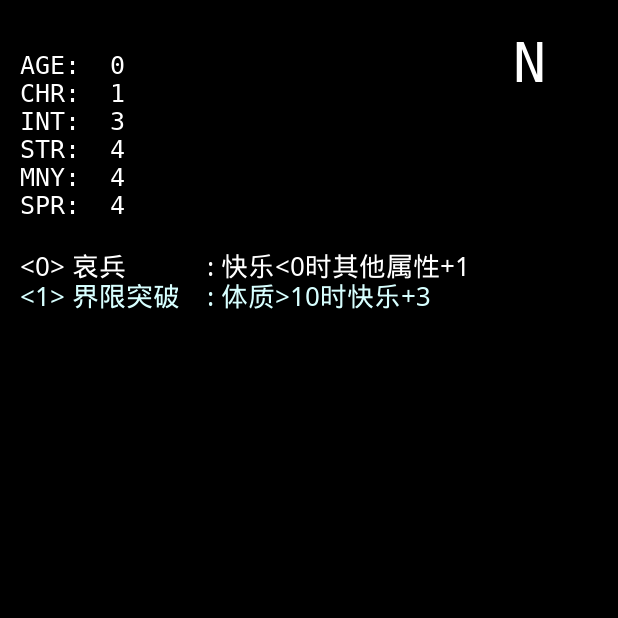 N
AGE: 0
CHR: 1
INT: 3
STR: 4
MNY: 4
SPR: 4
<0> 哀兵 : 快乐<0时其他属性+1
<1> 界限突破 : 体质>10时快乐+3